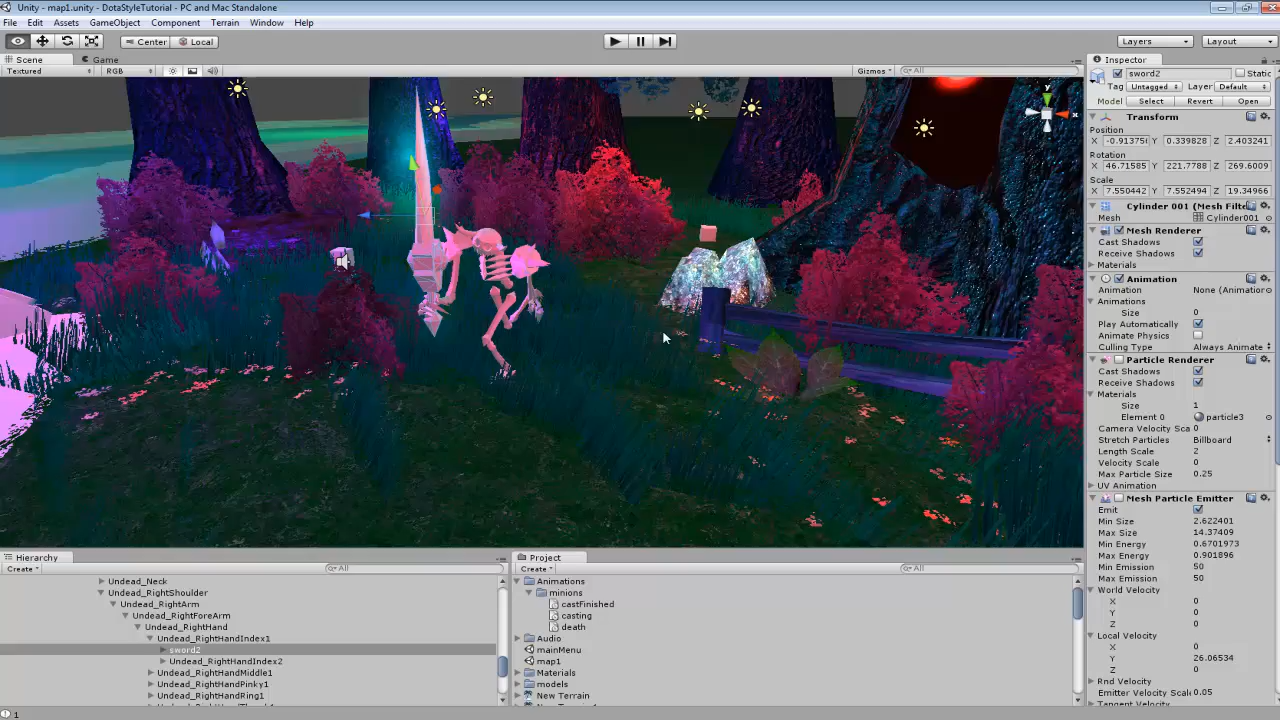 Unity - map1.unity - DotaStyleTutorial - PC and Mac Standalone
File Edit Assets GameObject Component Terrain Window Help
Center Local Layers Layout
Scene Game Inspector
Textured RGB Gizmos All
sword2 Static
Tag Untagged Layer Default
Model Select Revert Open
Transform
Position
X -0.91375 Y 0.339828 Z 2.403241
Rotation
X 46.71585 Y 221.7788 Z 269.6009
Scale
X 7.550442 Y 7.552494 Z 19.34966
Cylinder 001 (Mesh Filte
Mesh Cylinder001
Mesh Renderer
Cast Shadows
Receive Shadows
Materials
Animation
Animation None (Animation
Animations
Size 0
Play Automatically
Animate Physics
Culling Type Always Animate
Particle Renderer
Cast Shadows
Receive Shadows
Materials
Size 1
Element 0 particle3
Camera Velocity Sca 0
Stretch Particles Billboard
Length Scale 2
Velocity Scale 0
Max Particle Size 0.25
UV Animation
Mesh Particle Emitter
Emit
Min Size 2.622401
Max Size 14.37409
Min Energy 0.6701973
Max Energy 0.901896
Min Emission 50
Max Emission 50
World Velocity
X 0
Y 0
Z 0
Local Velocity
X 0
Y 26.06534
Z 0
Rnd Velocity
Emitter Velocity Scal 0.05
Tangent Velocity
Hierarchy
Create All
Undead_Neck
Undead_RightShoulder
Undead_RightArm
Undead_RightForeArm
Undead_RightHand
Undead_RightHandIndex1
sword2
Undead_RightHandIndex2
Undead_RightHandMiddle1
Undead_RightHandPinky1
Undead_RightHandRing1
Project
Create All
Animations
minions
castFinished
casting
death
Audio
mainMenu
map1
Materials
models
New Terrain
1